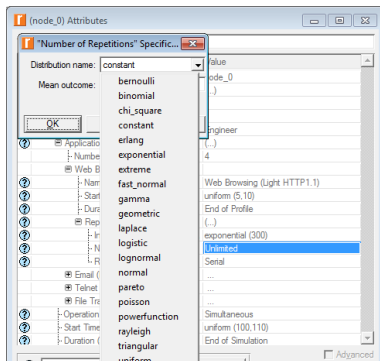 (node_0) Attributes
"Number of Repetitions" Specific...
Distribution name: constant
Mean outcome:
OK
bernoulli
binomial
chi_square
constant
erlang
exponential
extreme
fast_normal
gamma
geometric
laplace
logistic
lognormal
normal
pareto
poisson
powerfunction
rayleigh
triangular
uniform
Value
node_0
(...)
Engineer
Applicatio (...)
Numbe 4
Web B
Nam Web Browsing (Light HTTP1.1)
Start uniform (5,10)
Dura End of Profile
Rep (...)
In exponential (300)
N Unlimited
R Serial
Email ( ...
Telnet ...
File Tra ...
Operation Simultaneous
Start Time uniform (100,110)
Duration ( End of Simulation
Advanced